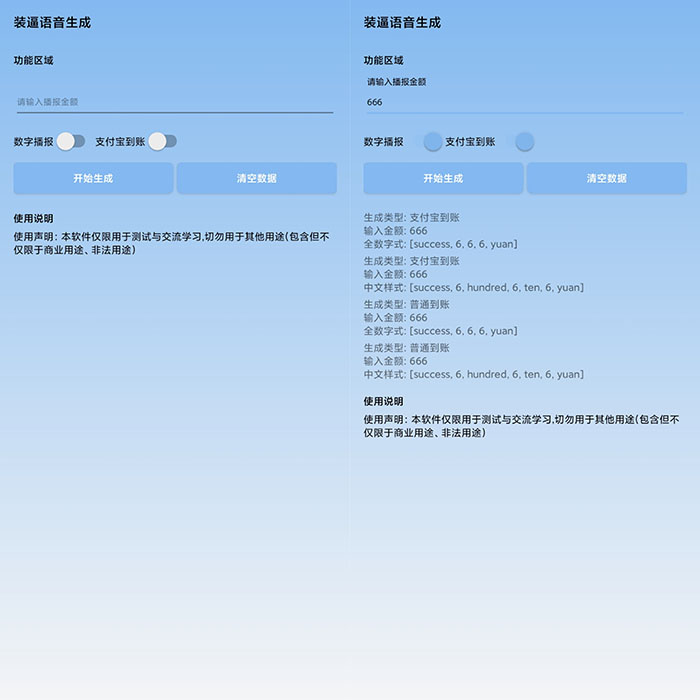 装逼语音生成
功能区域
请输入播报金额
数字播报 支付宝到账
开始生成 清空数据
使用说明
使用声明: 本软件仅限用于测试与交流学习,切勿用于其他用途(包含但不
仅限于商业用途、非法用途)
装逼语音生成
功能区域
请输入播报金额
666
数字播报 支付宝到账
开始生成 清空数据
生成类型: 支付宝到账
输入金额: 666
全数字式: [success, 6, 6, 6, yuan]
生成类型: 支付宝到账
输入金额: 666
中文样式: [success, 6, hundred, 6, ten, 6, yuan]
生成类型: 普通到账
输入金额: 666
全数字式: [success, 6, 6, 6, yuan]
生成类型: 普通到账
输入金额: 666
中文样式: [success, 6, hundred, 6, ten, 6, yuan]
使用说明
使用声明: 本软件仅限用于测试与交流学习,切勿用于其他用途(包含但不
仅限于商业用途、非法用途)